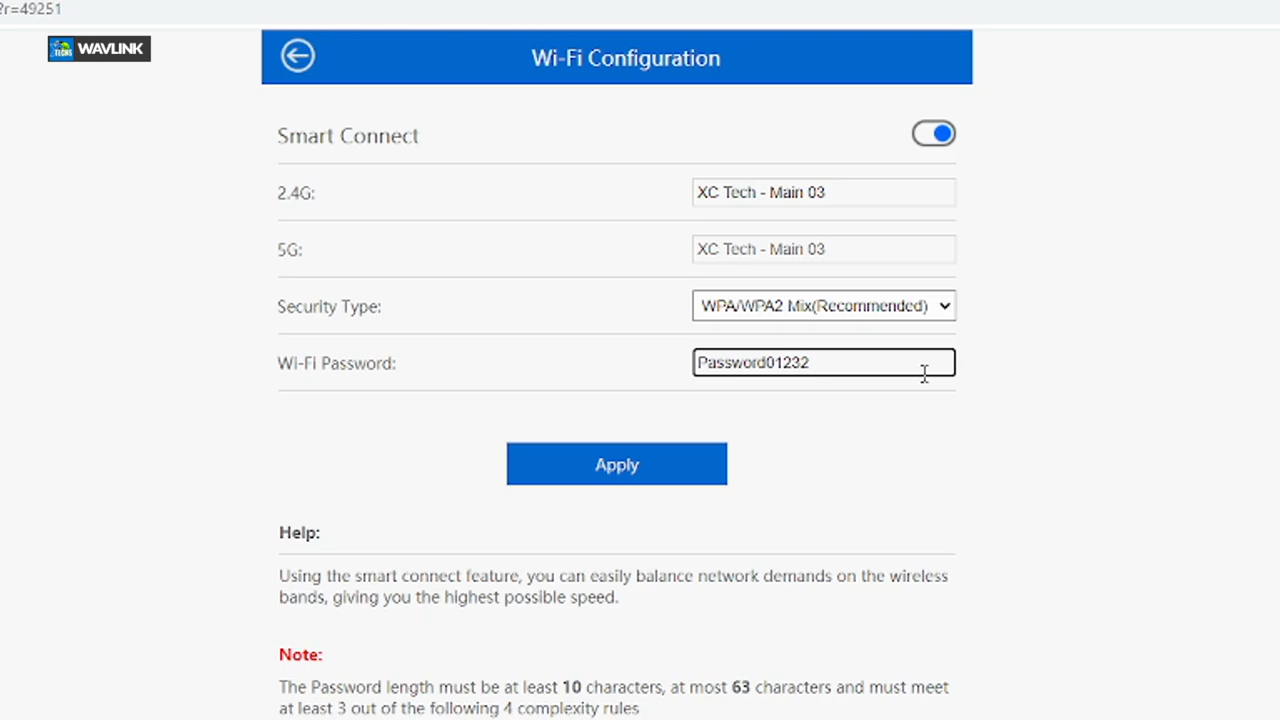 ?r=49251
TECHS WAVLINK
Wi-Fi Configuration
Smart Connect
2.4G: XC Tech - Main 03
5G: XC Tech - Main 03
Security Type: WPA/WPA2 Mix(Recommended)
Wi-Fi Password: Password01232
Apply
Help:
Using the smart connect feature, you can easily balance network demands on the wireless
bands, giving you the highest possible speed.
Note:
The Password length must be at least 10 characters, at most 63 characters and must meet
at least 3 out of the following 4 complexity rules